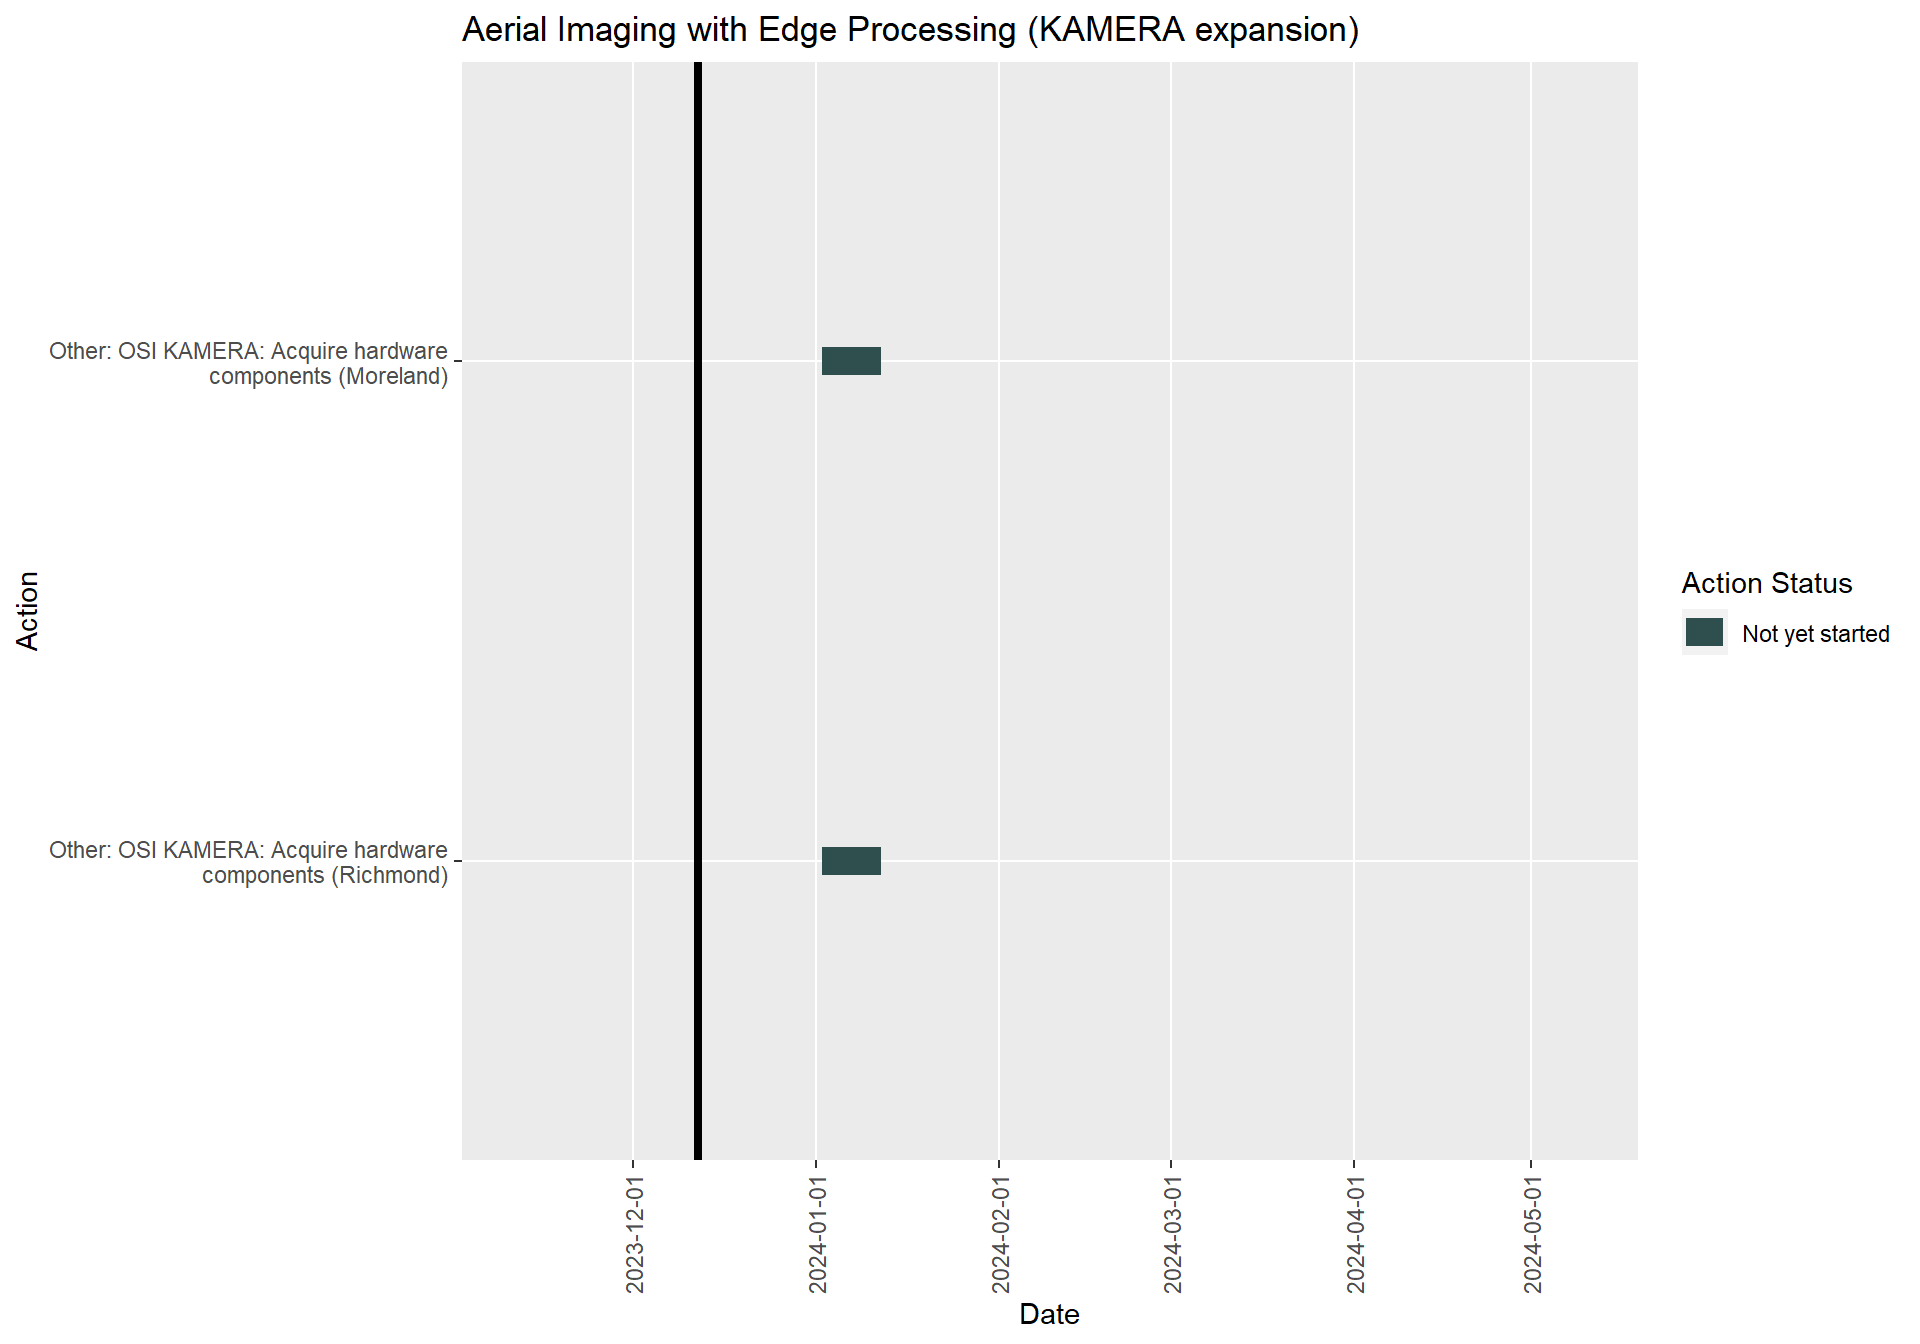 Aerial Imaging with Edge Processing (KAMERA expansion)
Other: OSI KAMERA: Acquire hardware
components (Moreland)
Other: OSI KAMERA: Acquire hardware
components (Richmond)
Action
Action Status
Not yet started
2023-12-01
2024-01-01
2024-02-01
2024-03-01
2024-04-01
2024-05-01
Date